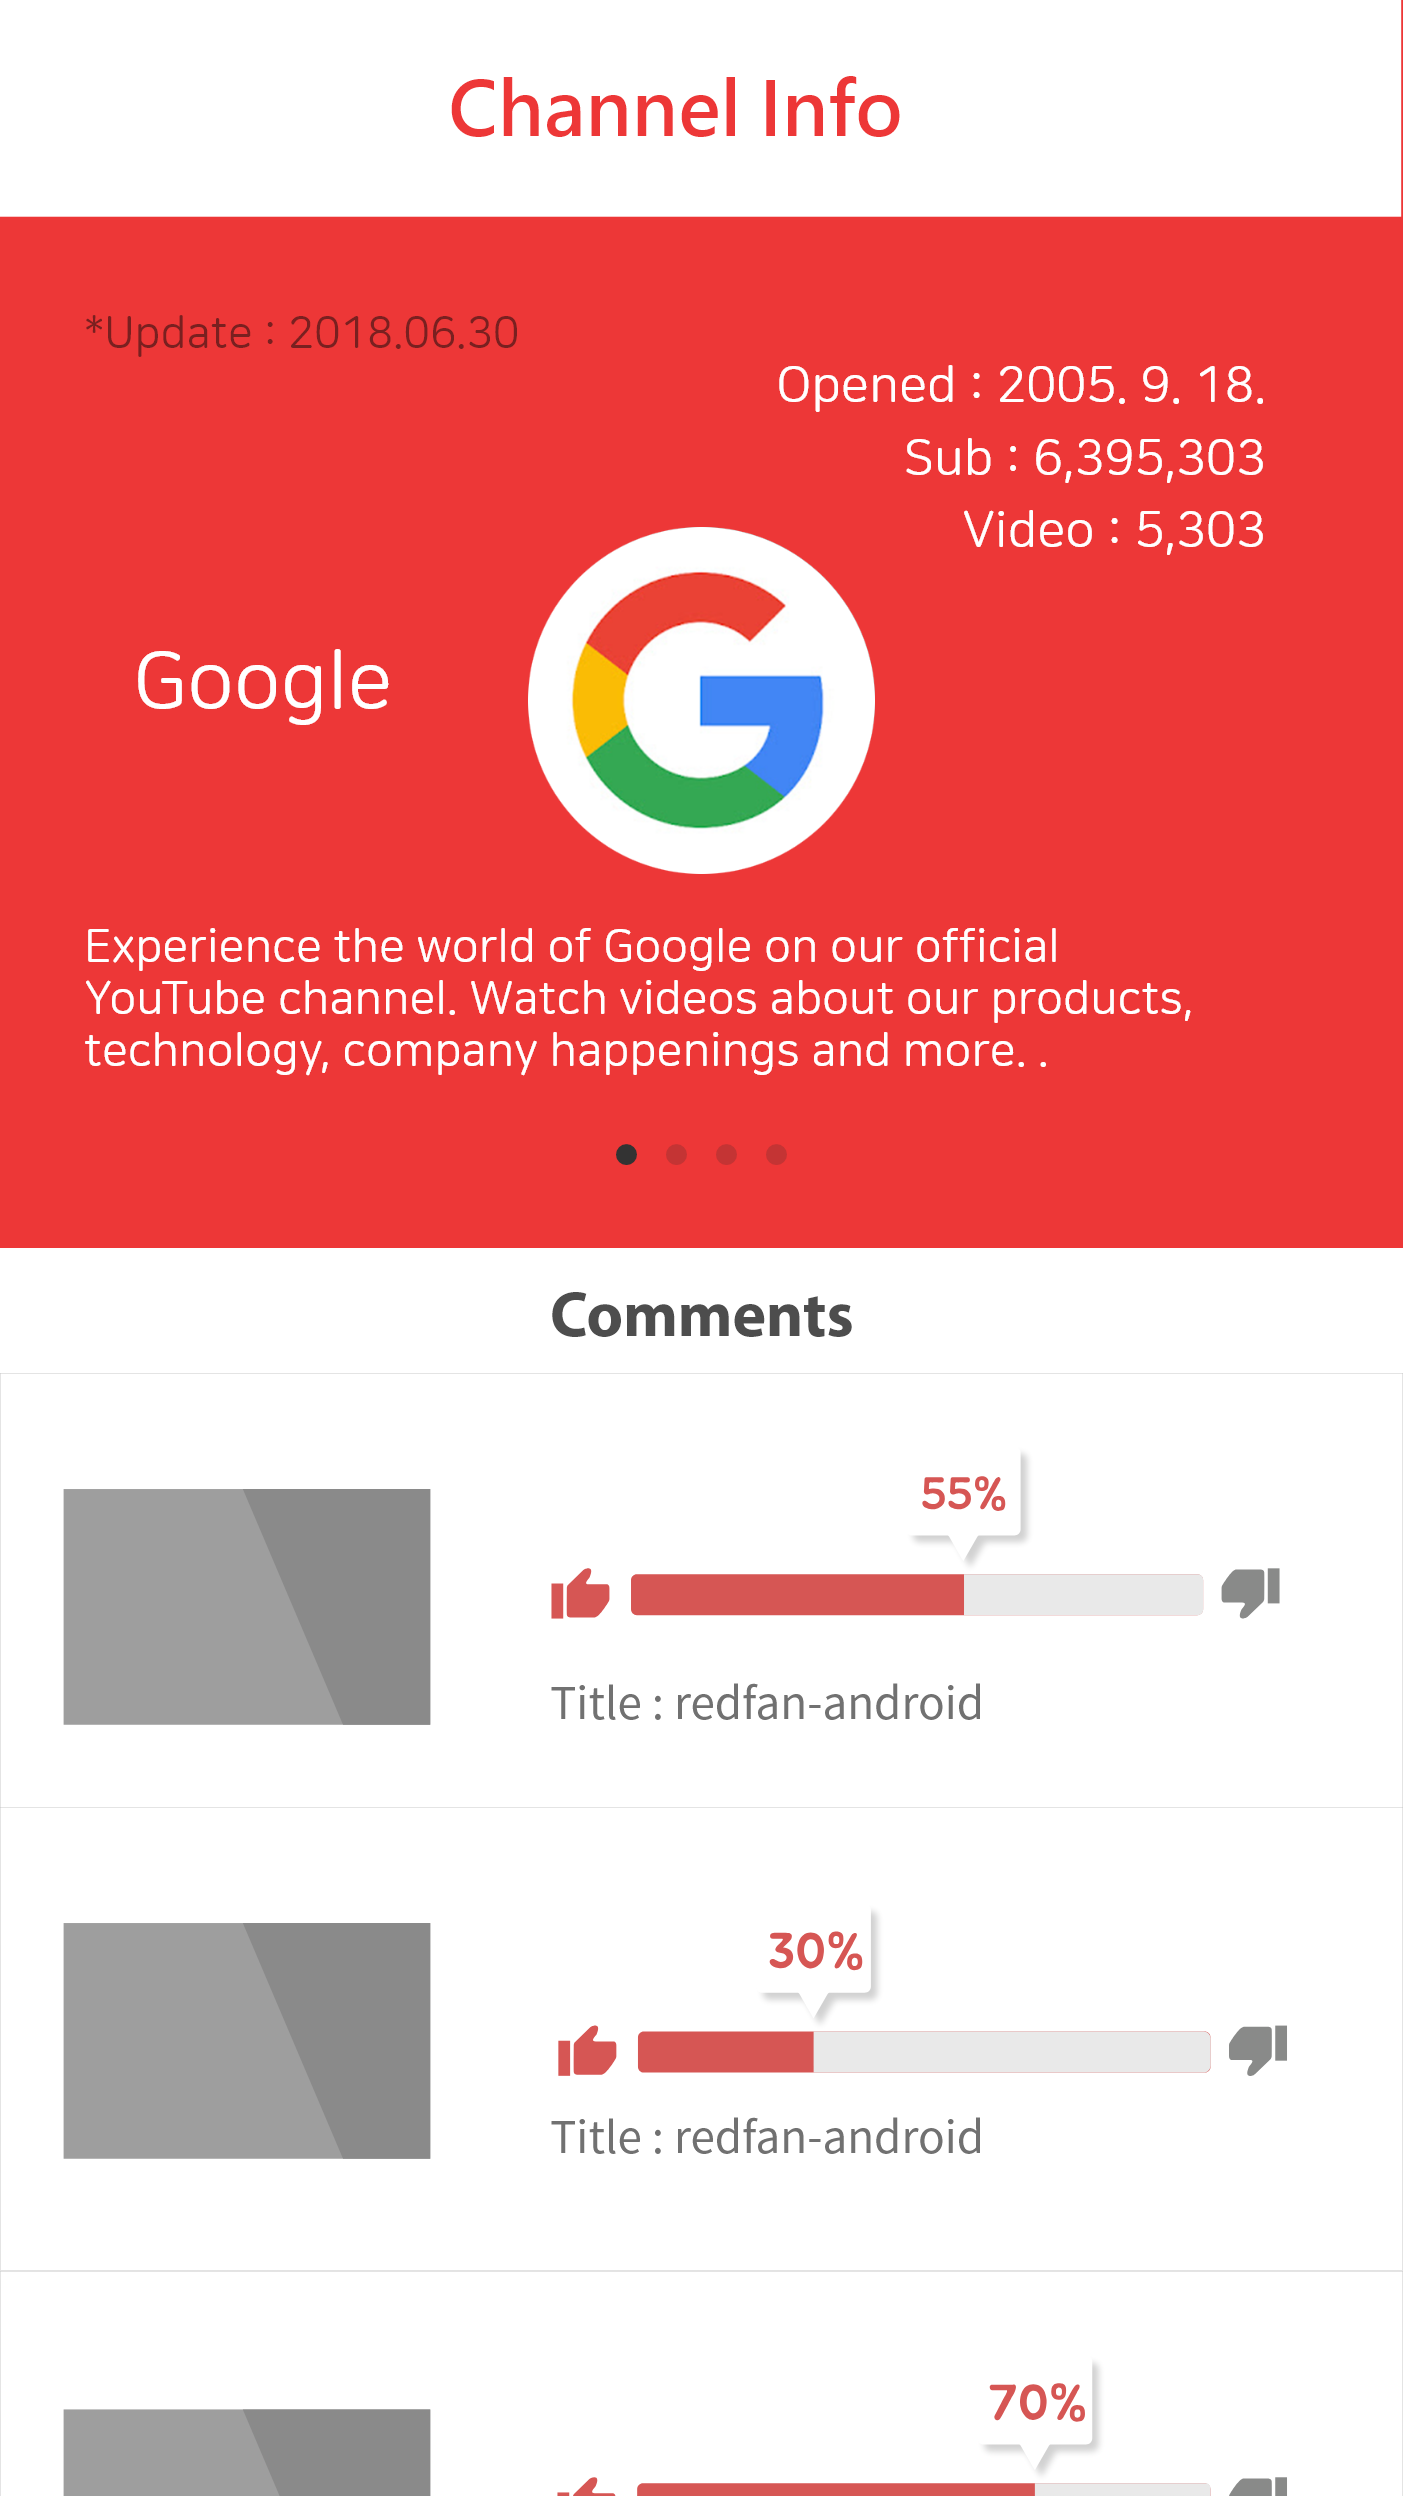 Channel Info
*Update : 2018.06.30
Opened : 2005. 9. 18.
Sub : 6,395,303
Video : 5,303
Google
Experience the world of Google on our official
YouTube channel. Watch videos about our products,
technology, company happenings and more. .
Comments
55%
Title : redfan-android
30%
Title : redfan-android
70%